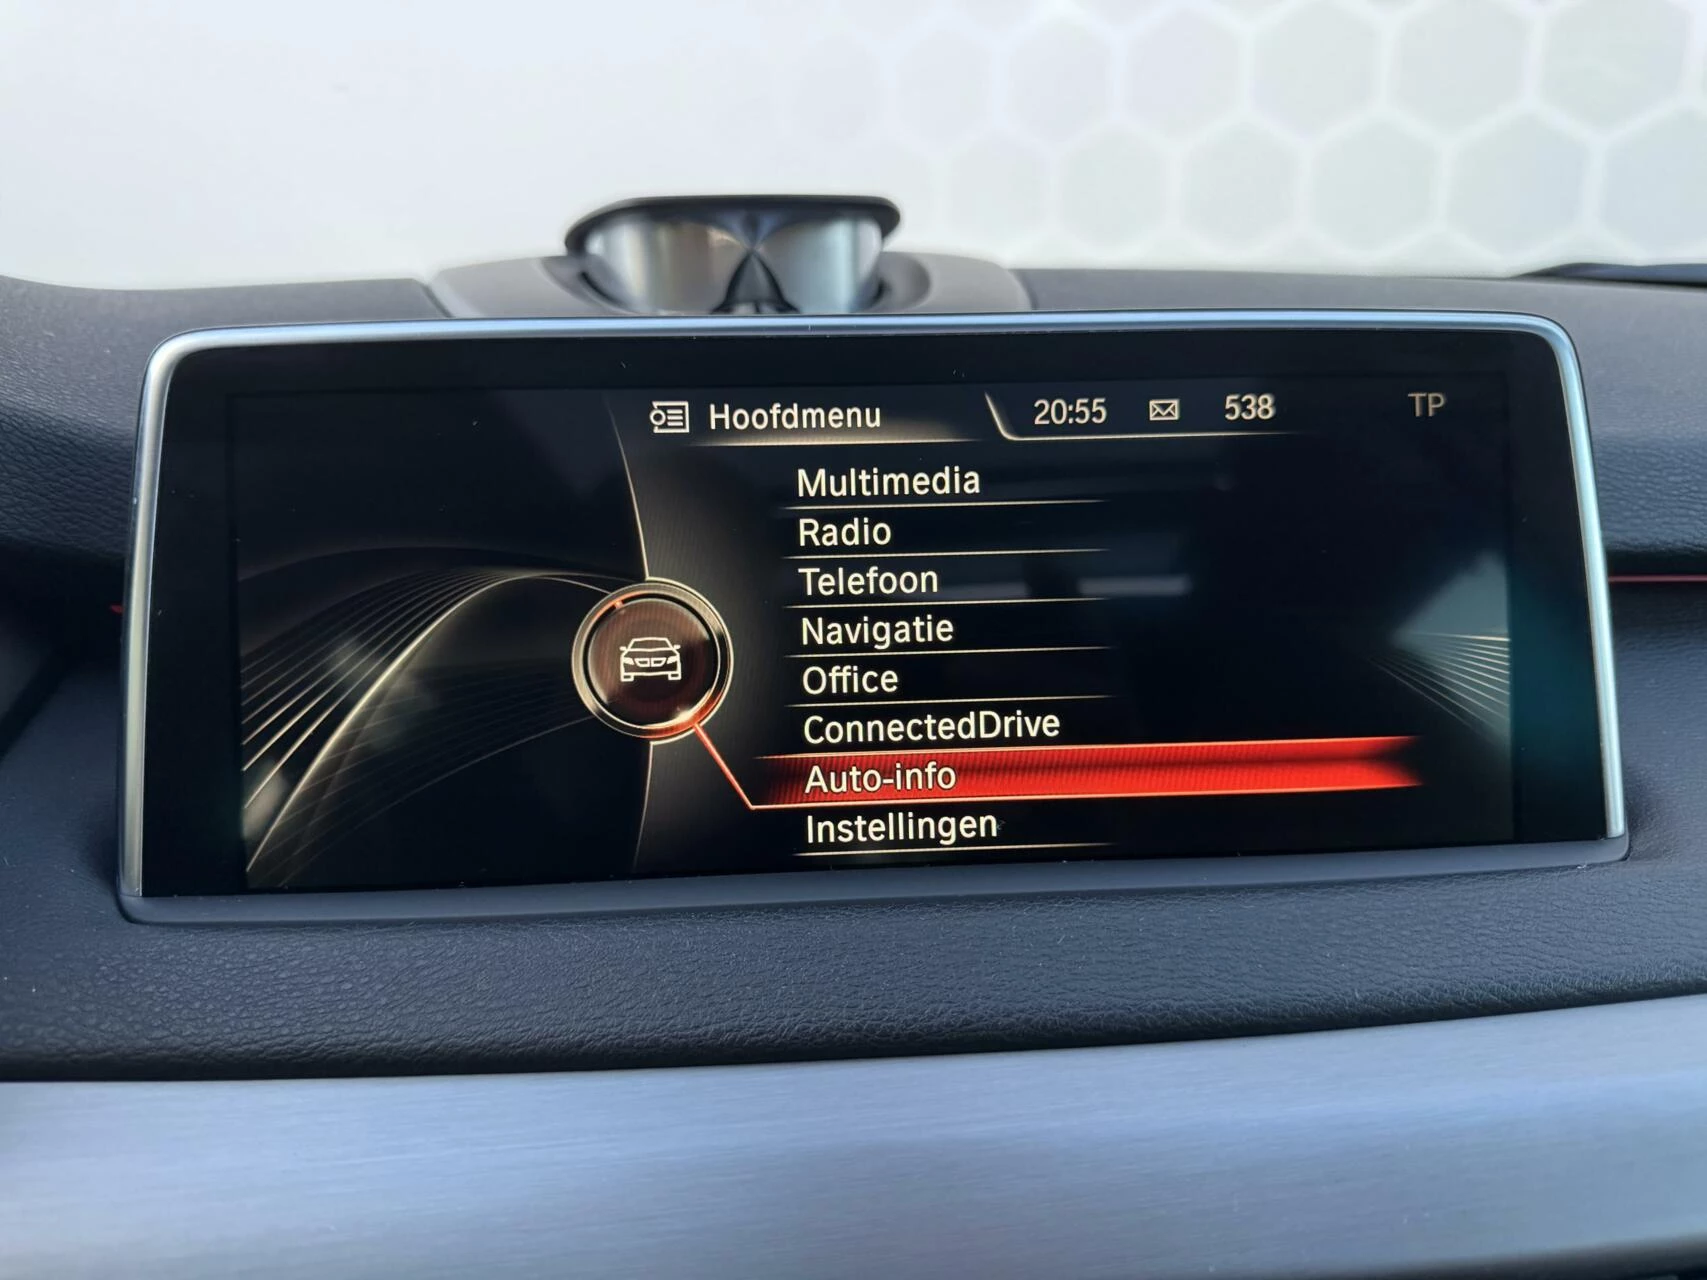 Hoofdmenu 20:55 538 TP
Multimedia
Radio
Telefoon
Navigatie
Office
ConnectedDrive
Auto-info
Instellingen